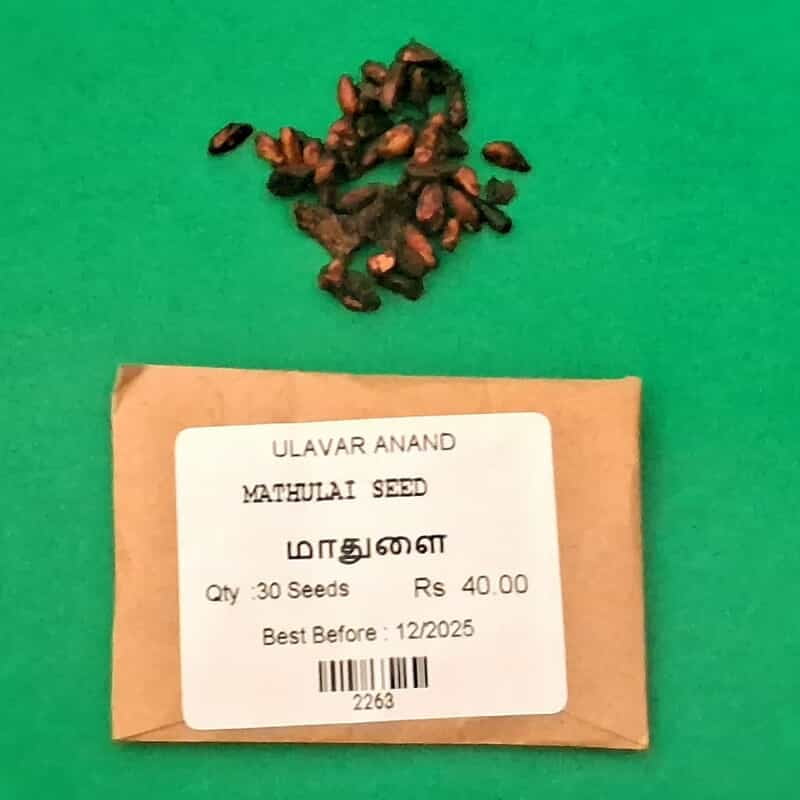 ULAVAR ANAND
MATHULAI SEED
மாதுளை
Qty :30 Seeds Rs 40.00
Best Before : 12/2025
2263